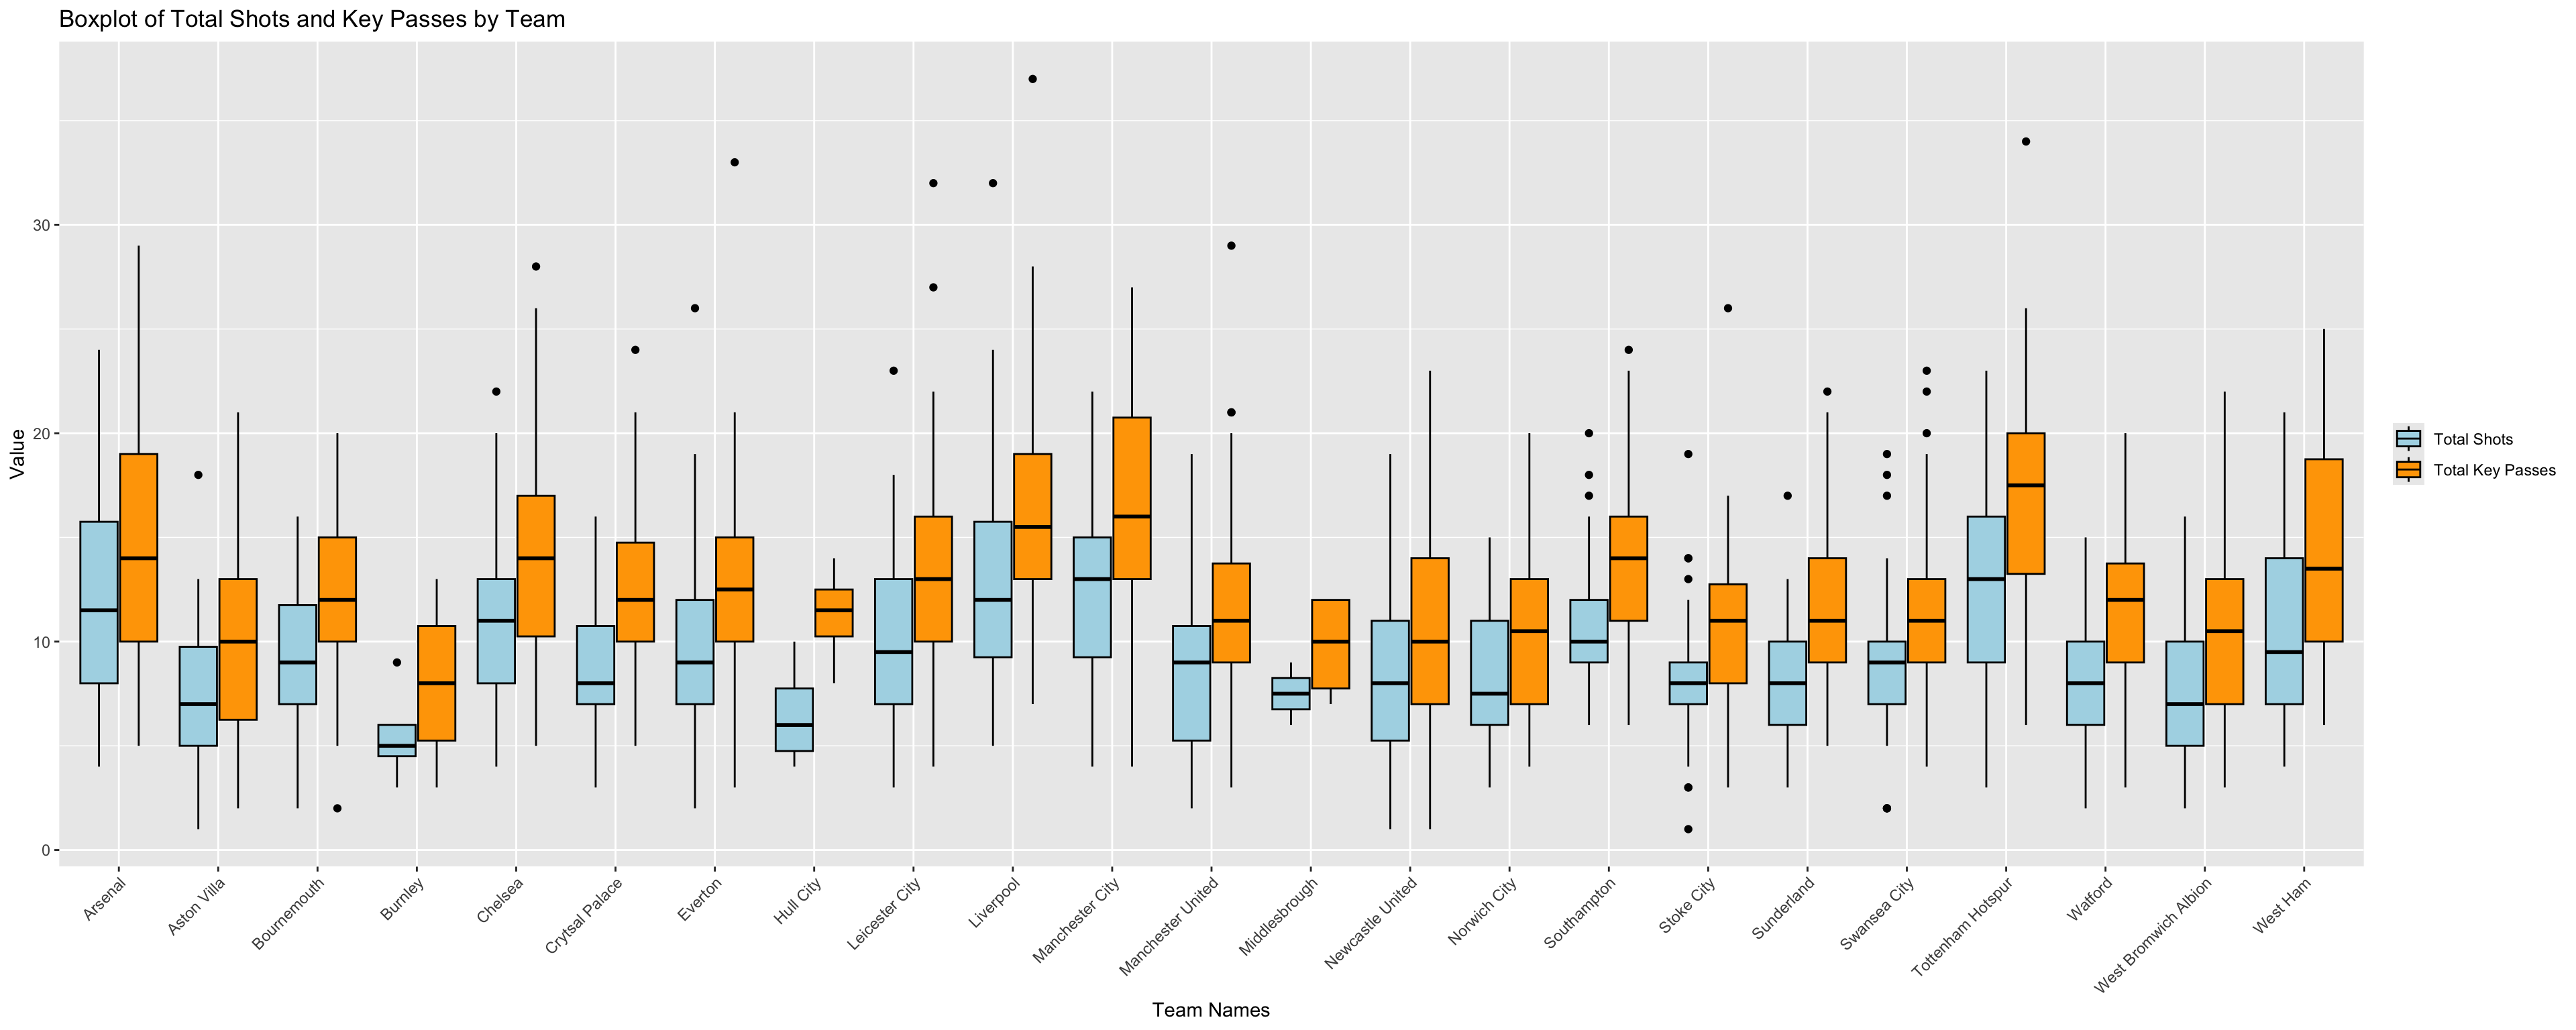 Boxplot of Total Shots and Key Passes by Team
Value
30
20
10
0
Arsenal
Aston Villa
Bournemouth
Burnley
Chelsea
Crytsal Palace
Everton
Hull City
Leicester City
Liverpool
Manchester City
Manchester United
Middlesbrough
Newcastle United
Norwich City
Southampton
Stoke City
Sunderland
Swansea City
Tottenham Hotspur
Watford
West Bromwich Albion
West Ham
Team Names
Total Shots
Total Key Passes